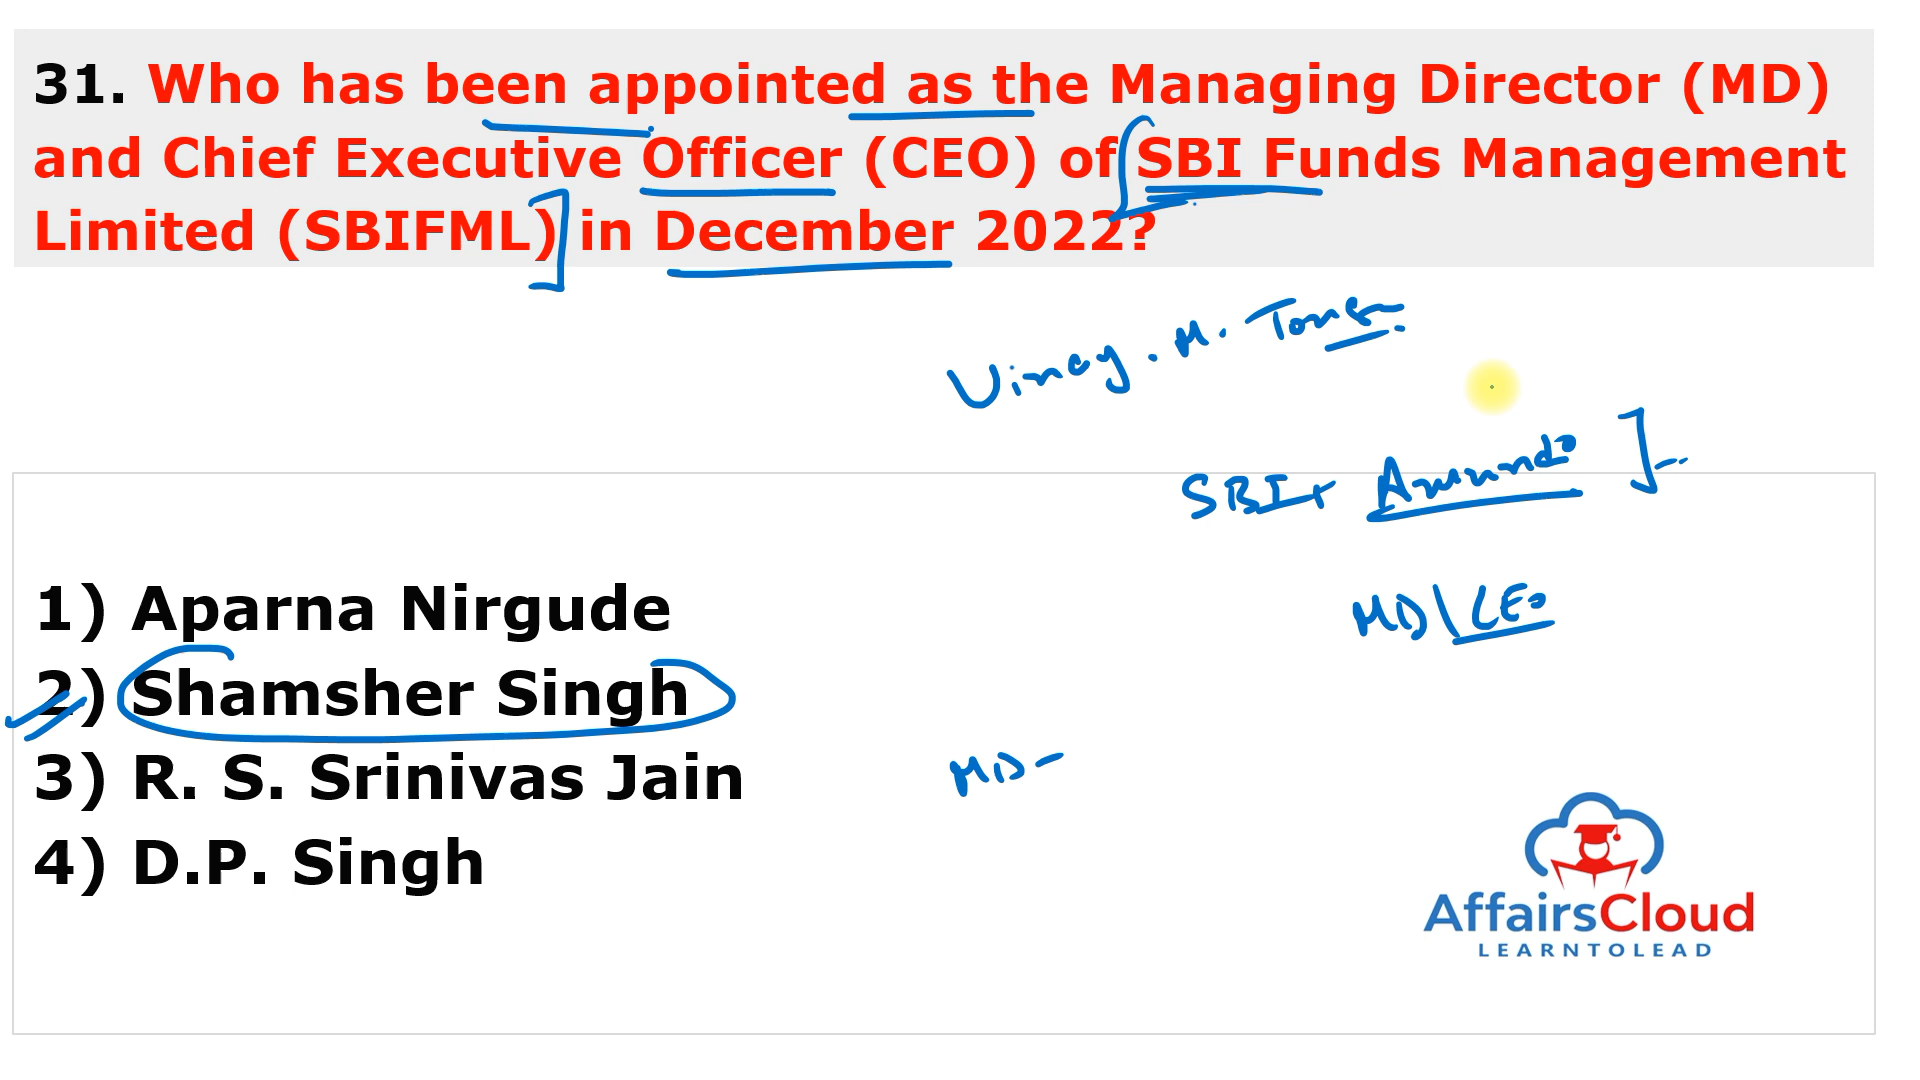 31. Who has been appointed as the Managing Director (MD)
and Chief Executive Officer (CEO) of SBI Funds Management
Limited (SBIFML) in December 2022?
Vinay . M. Tonse
SBI + Amundi
MD\CEO
1) Aparna Nirgude
2) Shamsher Singh
3) R. S. Srinivas Jain
MD -
4) D.P. Singh
AffairsCloud
LEARNTOLEAD